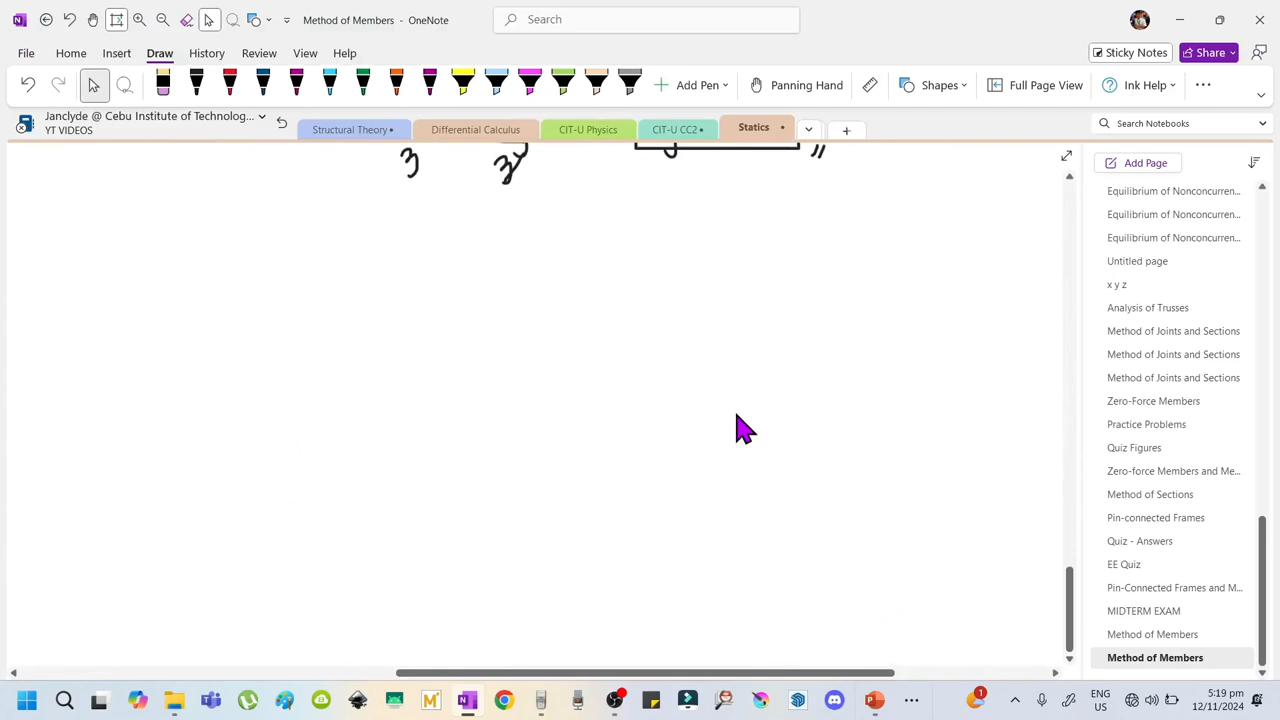 Method of Members - OneNote
Search
File
Home
Insert
Draw
History
Review
View
Help
Sticky Notes
Share
Add Pen
Panning Hand
Shapes
Full Page View
Ink Help
Janclyde @ Cebu Institute of Technolog...
YT VIDEOS
Structural Theory •
Differential Calculus
CIT-U Physics
CIT-U CC2 •
Statics •
Search Notebooks
Add Page
Equilibrium of Nonconcurren...
Equilibrium of Nonconcurren...
Equilibrium of Nonconcurren...
Untitled page
x y z
Analysis of Trusses
Method of Joints and Sections
Method of Joints and Sections
Method of Joints and Sections
Zero-Force Members
Practice Problems
Quiz Figures
Zero-force Members and Me...
Method of Sections
Pin-connected Frames
Quiz - Answers
EE Quiz
Pin-Connected Frames and M...
MIDTERM EXAM
Method of Members
Method of Members
3
1
ENG
US
5:19 pm
12/11/2024